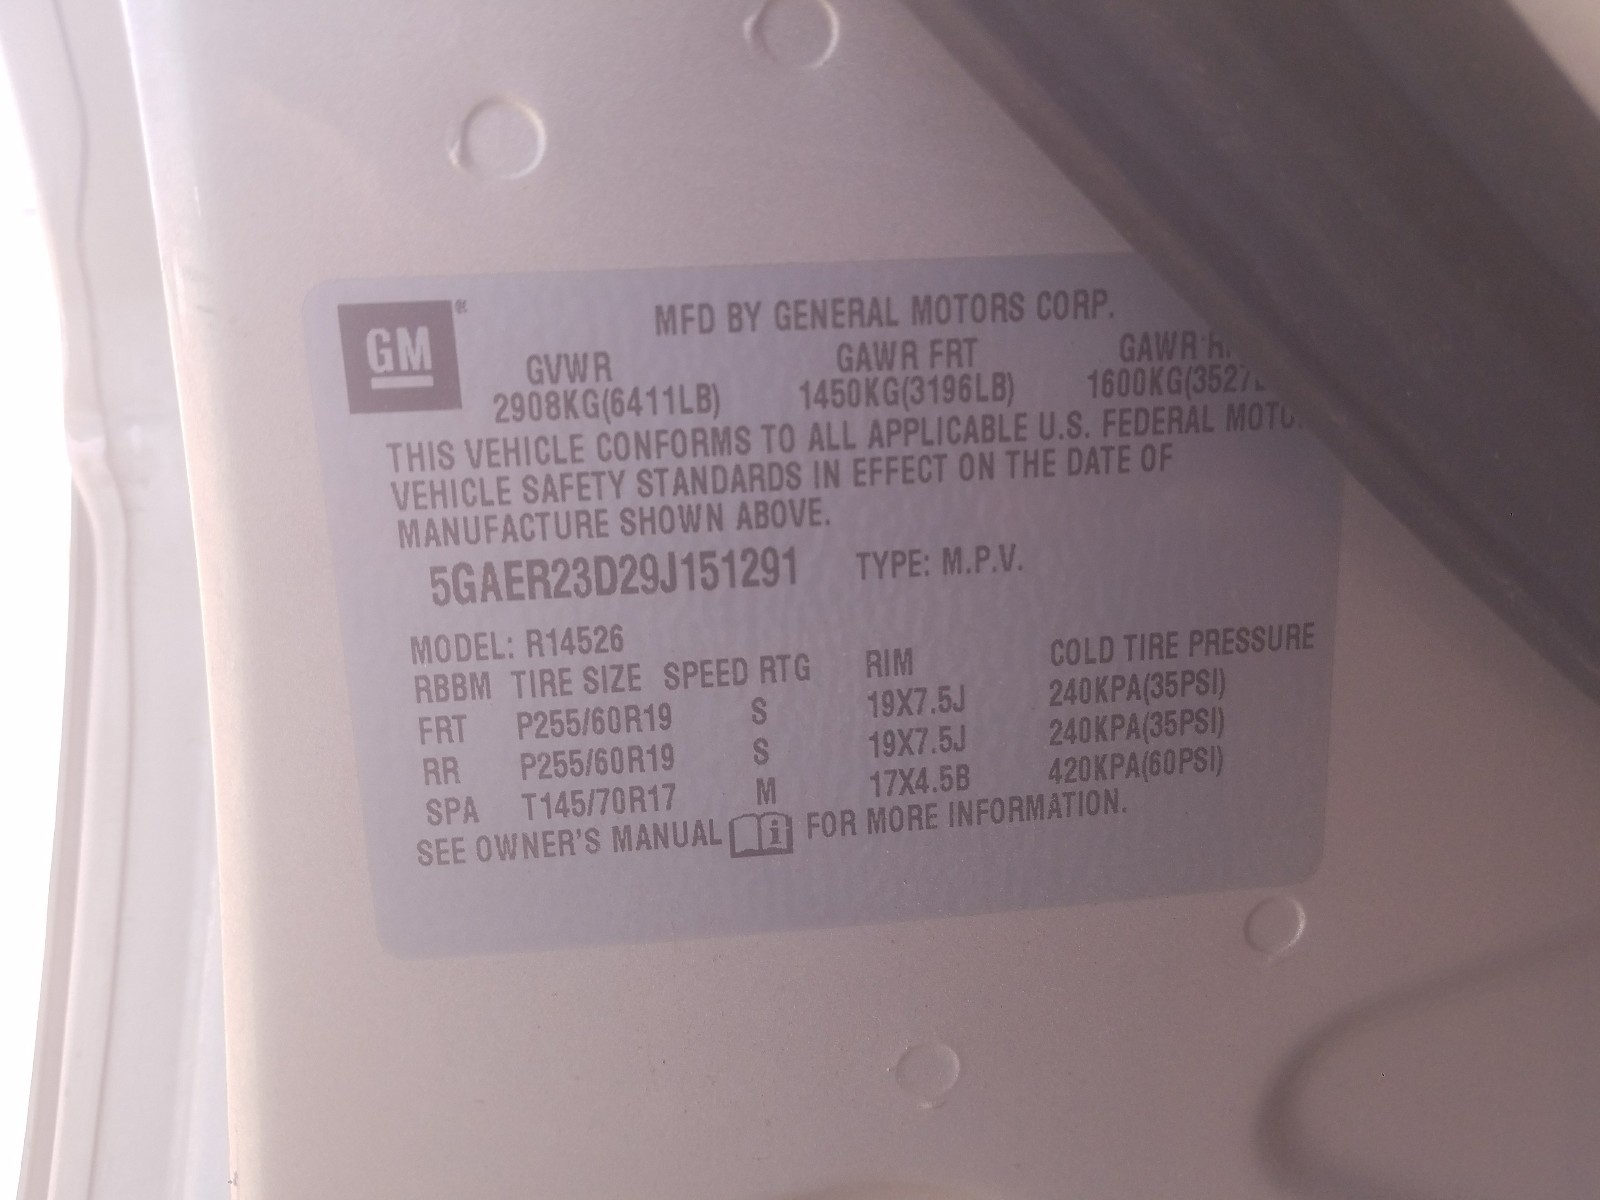 GM®
MFD BY GENERAL MOTORS CORP.
GVWR GAWR FRT GAWR
2908KG(6411LB) 1450KG(3196LB) 1600KG(3527
THIS VEHICLE CONFORMS TO ALL APPLICABLE U.S. FEDERAL
VEHICLE SAFETY STANDARDS IN EFFECT ON THE DATE OF
MANUFACTURE SHOWN ABOVE.
5GAER23D29J151291 TYPE: M.P.V.
MODEL: R14526
RBBM TIRE SIZE SPEED RTG RIM COLD TIRE PRESSURE
FRT P255/60R19 S 19X7.5J 240KPA(35PSI)
RR P255/60R19 S 19X7.5J 240KPA(35PSI)
SPA T145/70R17 M 17X4.5B 420KPA(60PSI)
SEE OWNER'S MANUAL i FOR MORE INFORMATION.